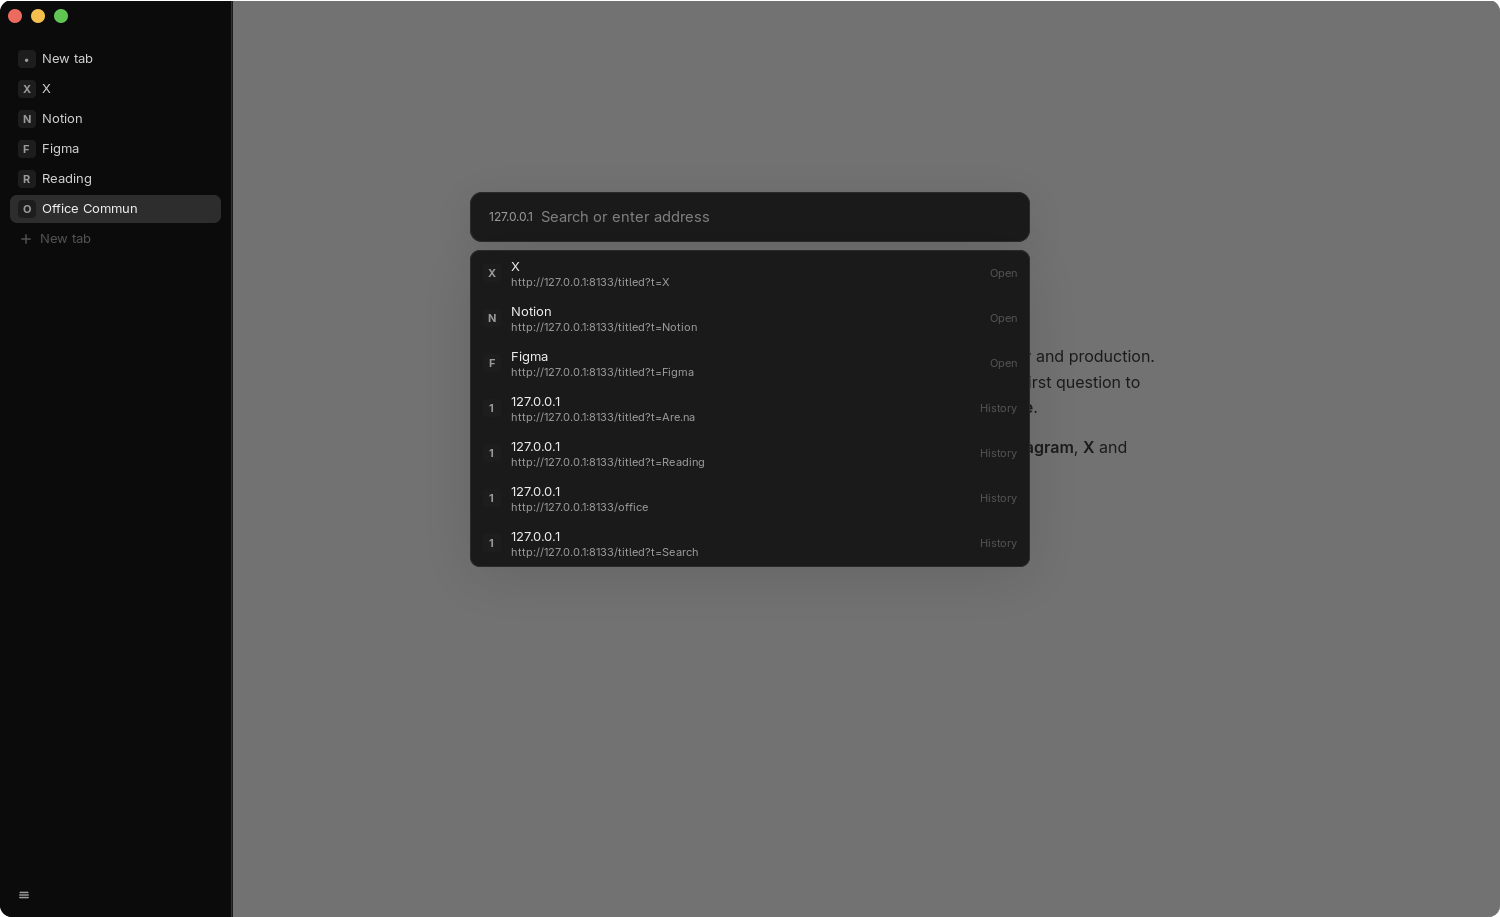 • New tab
X X
N Notion
F Figma
R Reading
O Office Commun
+ New tab
127.0.0.1 Search or enter address
X X Open
http://127.0.0.1:8133/titled?t=X
N Notion Open
http://127.0.0.1:8133/titled?t=Notion
F Figma Open
http://127.0.0.1:8133/titled?t=Figma
1 127.0.0.1 History
http://127.0.0.1:8133/titled?t=Are.na
1 127.0.0.1 History
http://127.0.0.1:8133/titled?t=Reading
1 127.0.0.1 History
http://127.0.0.1:8133/office
1 127.0.0.1 History
http://127.0.0.1:8133/titled?t=Search
and production.
question to
X and